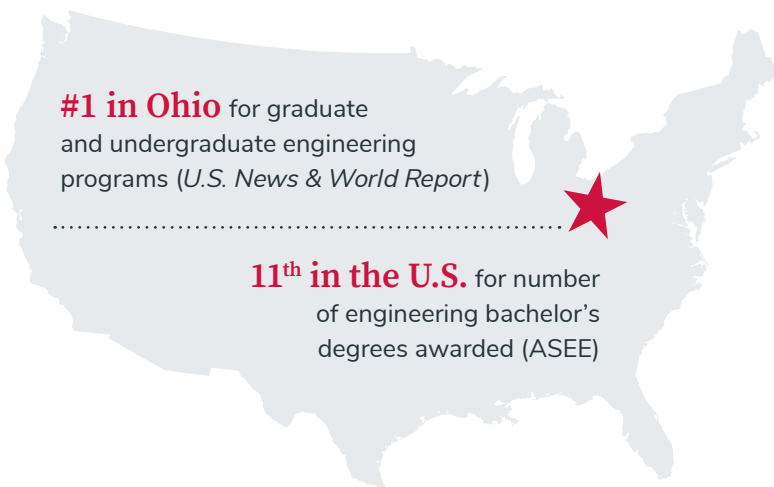 #1 in Ohio for graduate
and undergraduate engineering
programs (U.S. News & World Report)
11th in the U.S. for number
of engineering bachelor’s
degrees awarded (ASEE)